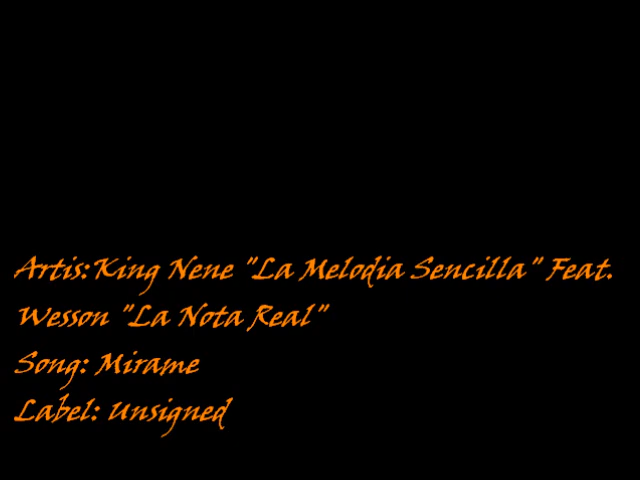 Artis: King Nene "La Melodia Sencilla" Feat.
Wesson "La Nota Real"
Song: Mirame
Label: Unsigned